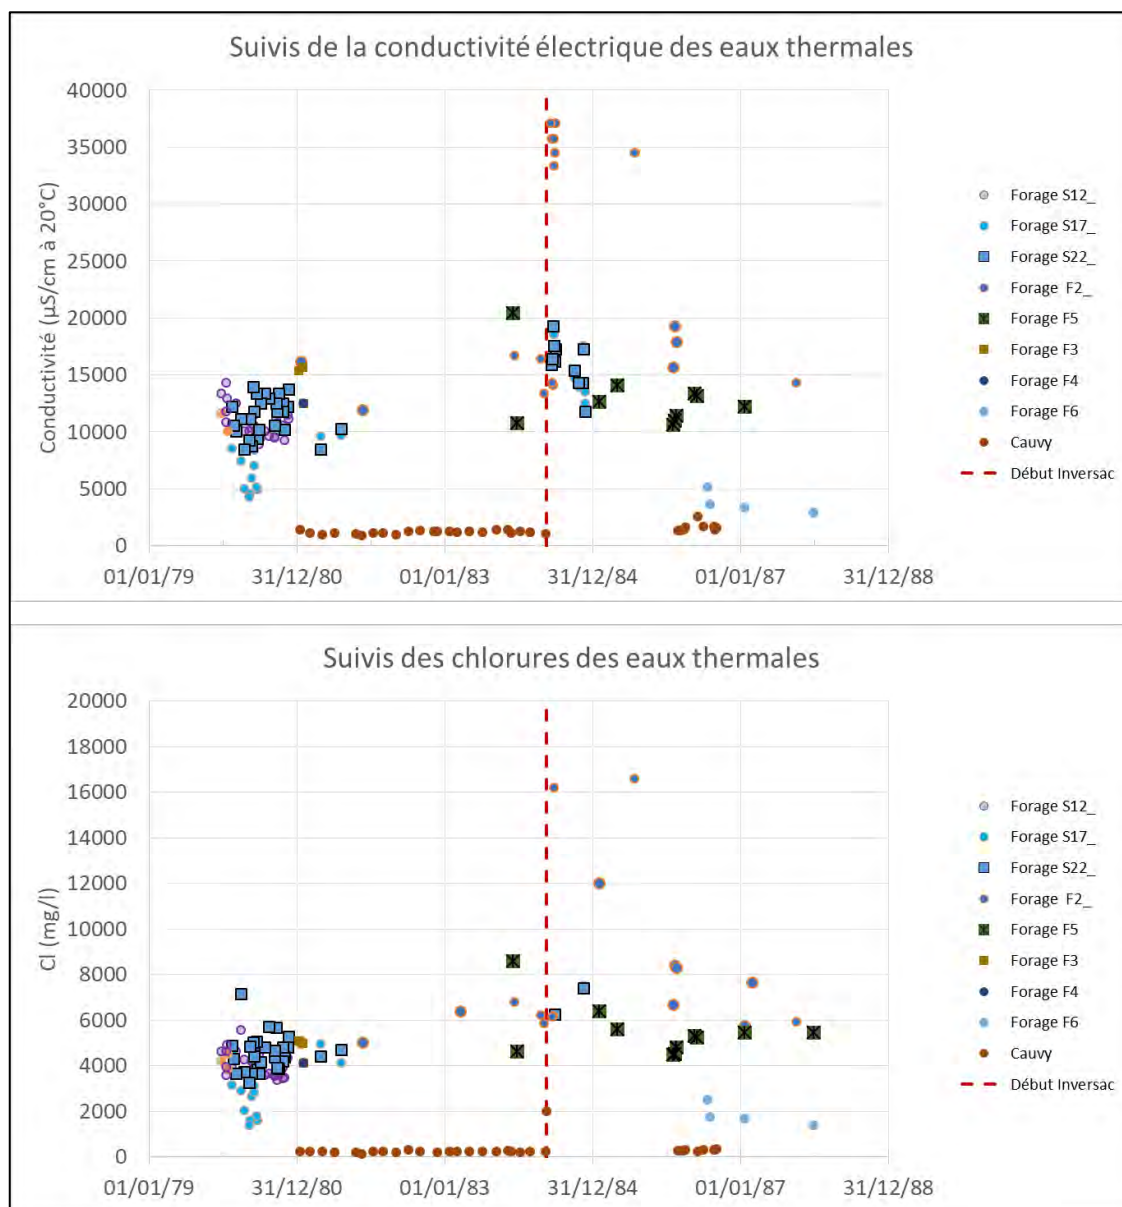 Suivis de la conductivité électrique des eaux thermales
Conductivité (µS/cm à 20°C)
40000
35000
30000
25000
20000
15000
10000
5000
0
01/01/79 31/12/80 01/01/83 31/12/84 01/01/87 31/12/88
Forage S12_
Forage S17_
Forage S22_
Forage F2_
Forage F5
Forage F3
Forage F4
Forage F6
Cauvy
Début Inversac
Suivis des chlorures des eaux thermales
Cl (mg/l)
20000
18000
16000
14000
12000
10000
8000
6000
4000
2000
0
01/01/79 31/12/80 01/01/83 31/12/84 01/01/87 31/12/88
Forage S12_
Forage S17_
Forage S22_
Forage F2_
Forage F5
Forage F3
Forage F4
Forage F6
Cauvy
Début Inversac